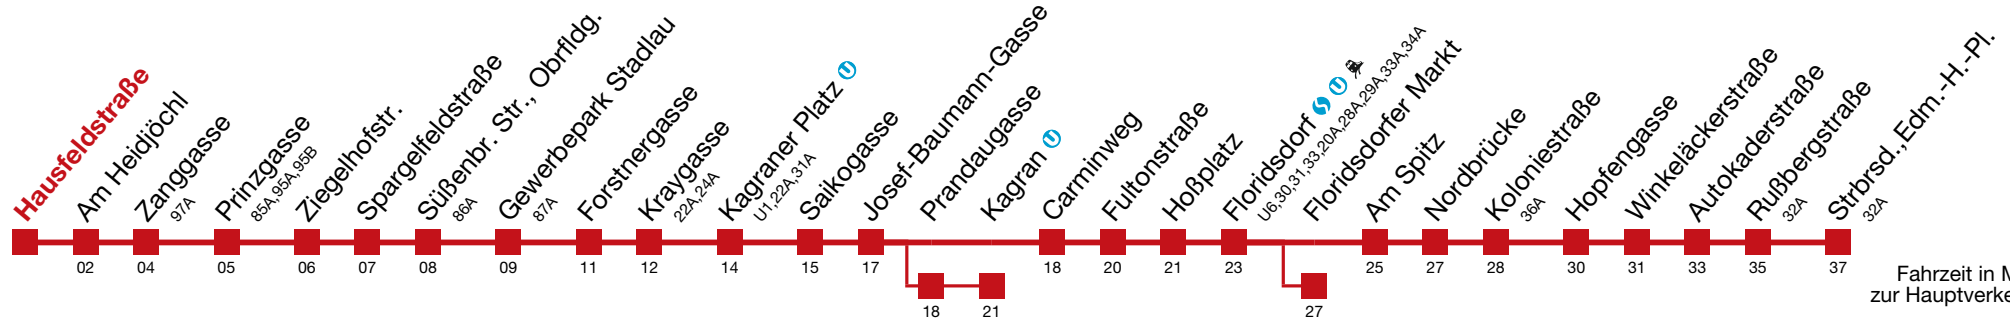 Hausfeldstraße
Am Heidjöchl
Zanggasse
97A
Prinzgasse
85A,95A,95B
Ziegelhofstr.
Spargelfeldstraße
Süßenbr. Str., Obrfldg.
86A
Gewerbepark Stadlau
87A
Forstnergasse
Kraygasse
22A,24A
Kagraner Platz
U1,22A,31A
Saikogasse
Josef-Baumann-Gasse
Prandaugasse
Kagran
Carminweg
Fultonstraße
Hoßplatz
Floridsdorf
U6,30,31,33,20A,28A,29A,33A,34A
Floridsdorfer Markt
Am Spitz
Nordbrücke
Koloniestraße
36A
Hopfengasse
Winkeläckerstraße
Autokaderstraße
Rußbergstraße
32A
Strbrsd.,Edm.-H.-Pl.
32A
02 04 05 06 07 08 09 11 12 14 15 17 18 20 21 23 25 27 28 30 31 33 35 37
18 21 27
Fahrzeit in M
zur Hauptverke